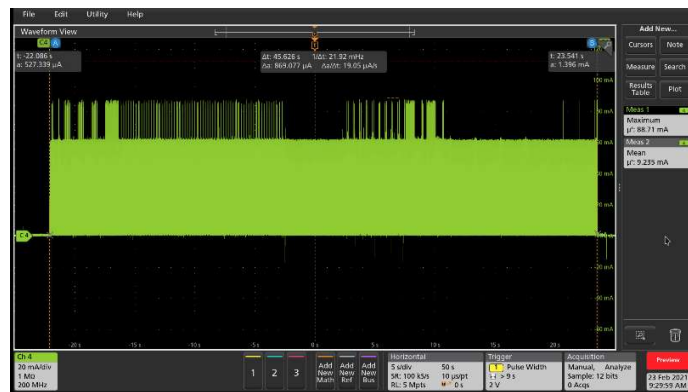 File Edit Utility Help
Waveform View
Add New...
Cursors Note
Measure Search
Results Table Plot
Meas 1
Maximum
µ': 88.71 mA
Meas 2
Mean
µ': 9.235 mA
t: -22.086 s
a: 527.339 µA
Δt: 45.626 s 1/Δt: 21.92 mHz
Δa: 869.077 µA Δa/Δt: 19.05 µA/s
t: 23.541 s
a: 1.396 mA
100 mA
80 mA
60 mA
40 mA
20 mA
-20 mA
-40 mA
-60 mA
C4
-20 s -15 s -10 s -5 s 0 s 5 s 10 s 15 s 20 s
Ch 4
20 mA/div
1 MΩ
200 MHz
1 2 3
Add New Math
Add New Ref
Add New Bus
Horizontal
5 s/div 50 s
SR: 100 kS/s 10 µs/pt
RL: 5 Mpts 0 s
Trigger
1 Pulse Width
> 9 s
2 V
Acquisition
Manual, Analyze
Sample: 12 bits
0 Acqs
Preview
23 Feb 2021
9:29:59 AM